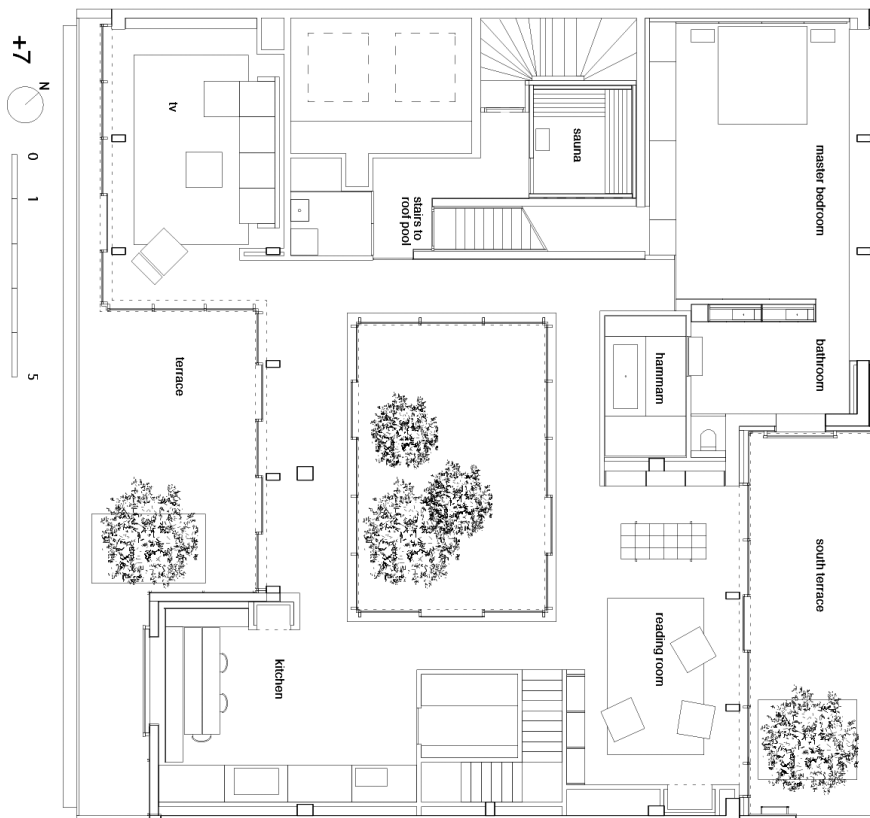 +7
N
0
1
5
tv
sauna
stairs to
roof pool
master bedroom
terrace
hammam
bathroom
south terrace
reading room
kitchen